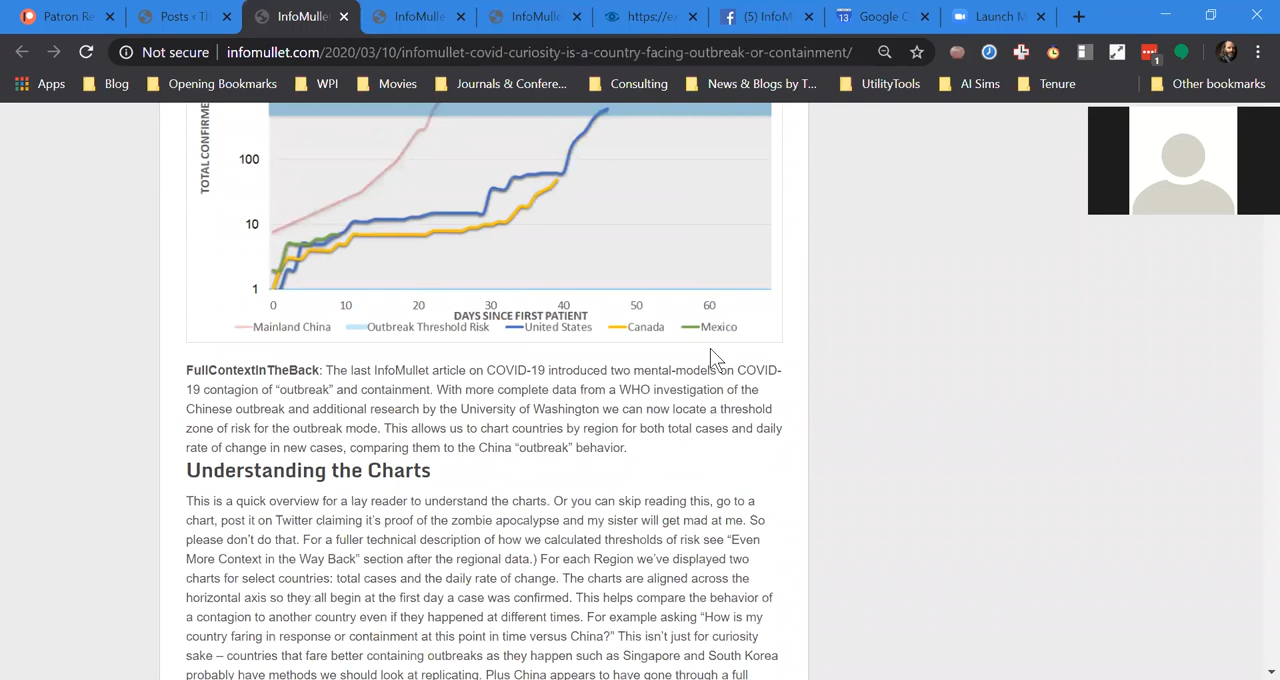 Patron Re
Posts ‹ Ti
InfoMulle
InfoMulle
InfoMulle
https://e
(5) InfoM
13
Google C
Launch M
Not secure | infomullet.com/2020/03/10/infomullet-covid-curiosity-is-a-country-facing-outbreak-or-containment/
1
Apps
Blog
Opening Bookmarks
WPI
Movies
Journals & Confere...
Consulting
News & Blogs by T...
UtilityTools
AI Sims
Tenure
Other bookmarks
TOTAL CONFIRME
100
10
1
0 10 20 30 40 50 60
DAYS SINCE FIRST PATIENT
Mainland China Outbreak Threshold Risk United States Canada Mexico
FullContextInTheBack: The last InfoMullet article on COVID-19 introduced two mental-models on COVID-
19 contagion of “outbreak” and containment. With more complete data from a WHO investigation of the
Chinese outbreak and additional research by the University of Washington we can now locate a threshold
zone of risk for the outbreak mode. This allows us to chart countries by region for both total cases and daily
rate of change in new cases, comparing them to the China “outbreak” behavior.
Understanding the Charts
This is a quick overview for a lay reader to understand the charts. Or you can skip reading this, go to a
chart, post it on Twitter claiming it’s proof of the zombie apocalypse and my sister will get mad at me. So
please don’t do that. For a fuller technical description of how we calculated thresholds of risk see “Even
More Context in the Way Back” section after the regional data.) For each Region we’ve displayed two
charts for select countries: total cases and the daily rate of change. The charts are aligned across the
horizontal axis so they all begin at the first day a case was confirmed. This helps compare the behavior of
a contagion to another country even if they happened at different times. For example asking “How is my
country faring in response or containment at this point in time versus China?” This isn’t just for curiosity
sake – countries that fare better containing outbreaks as they happen such as Singapore and South Korea
probably have methods we should look at replicating. Plus China appears to have gone through a full